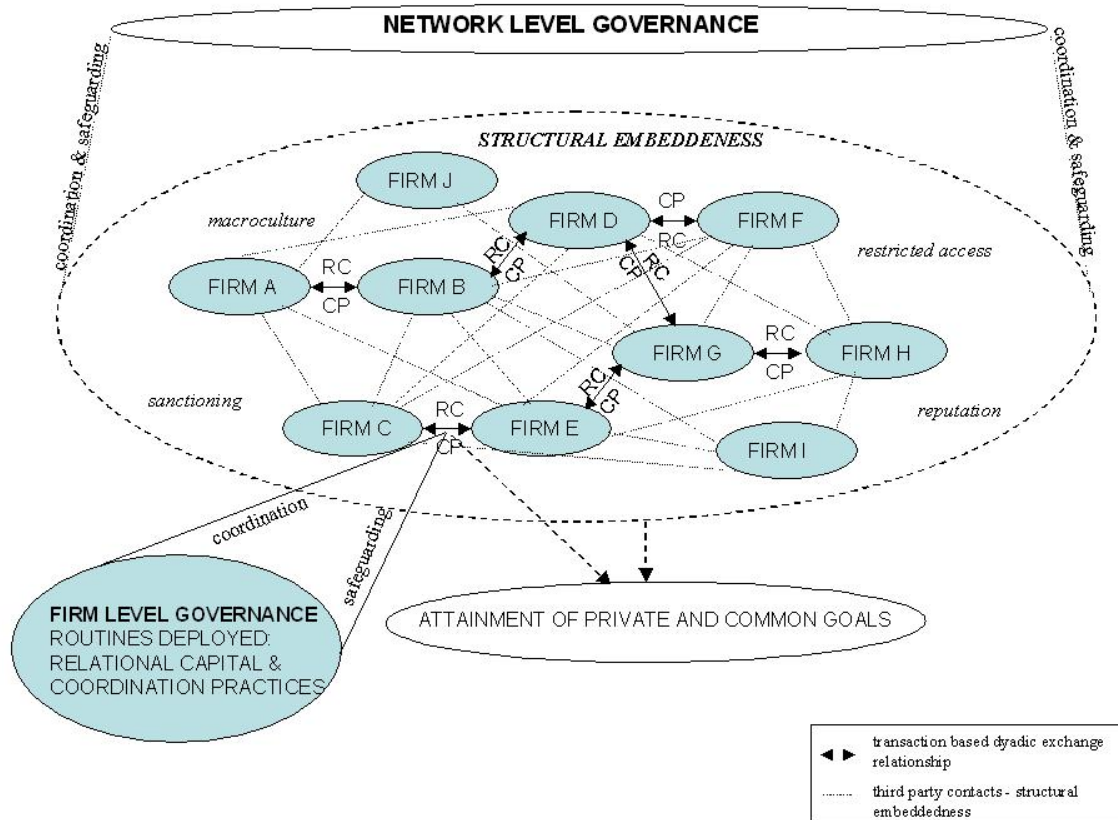 NETWORK LEVEL GOVERNANCE
coordination & safeguarding
coordination & safeguarding
STRUCTURAL EMBEDDENESS
FIRM J
macroculture
FIRM D
CP
RC
FIRM F
restricted access
RC
CP
RC
CP
FIRM A
RC
CP
FIRM B
FIRM G
RC
CP
FIRM H
RC
CP
sanctioning
reputation
FIRM C
RC
CP
FIRM E
FIRM I
coordination
safeguarding
FIRM LEVEL GOVERNANCE
ROUTINES DEPLOYED:
RELATIONAL CAPITAL &
COORDINATION PRACTICES
ATTAINMENT OF PRIVATE AND COMMON GOALS
transaction based dyadic exchange
relationship
third party contacts - structural
embeddedness